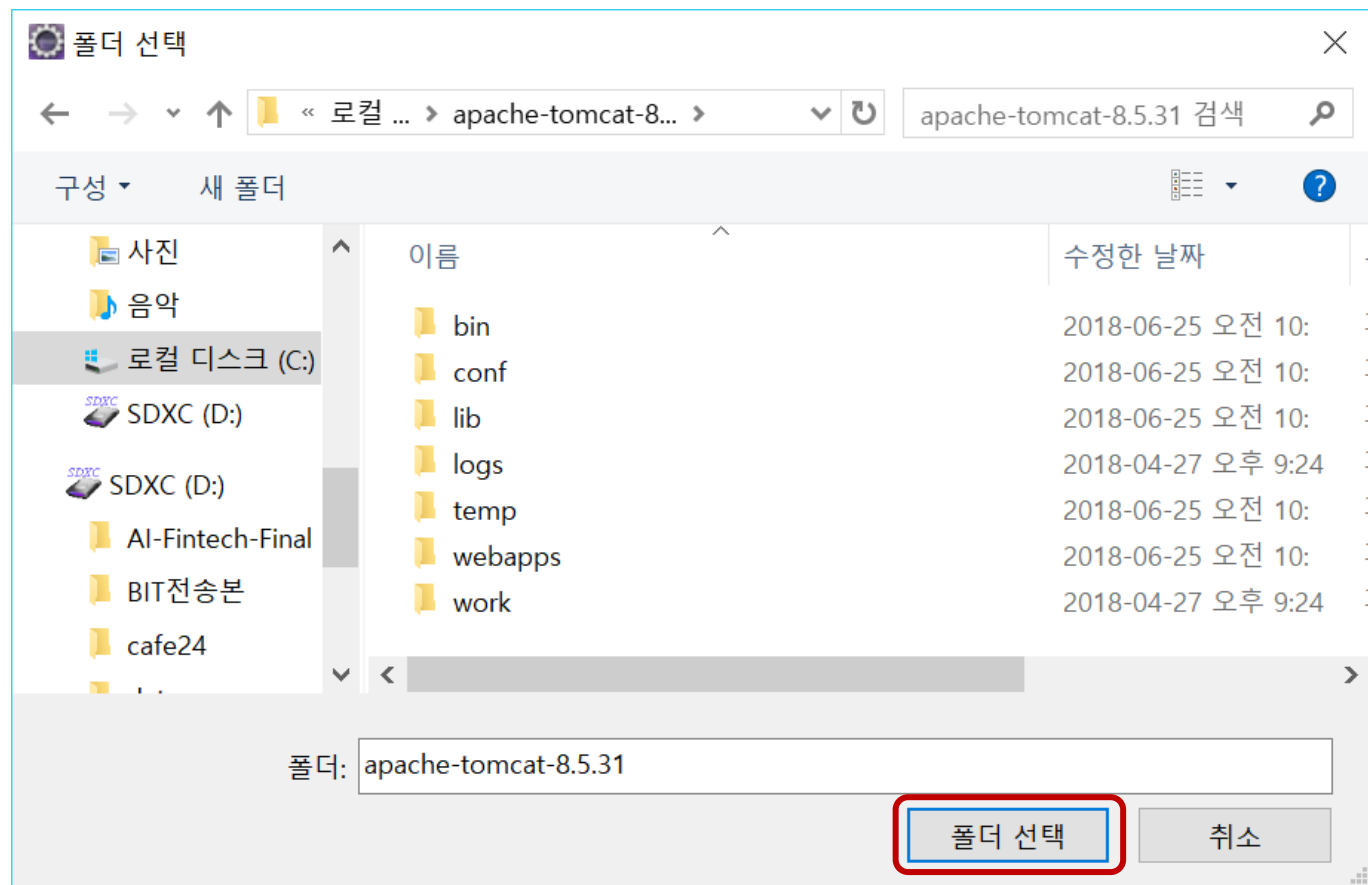 폴더 선택
« 로컬 ... > apache-tomcat-8... >
apache-tomcat-8.5.31 검색
구성
새 폴더
사진
음악
로컬 디스크 (C:)
SDXC
SDXC (D:)
SDXC
SDXC (D:)
AI-Fintech-Final
BIT전송본
cafe24
이름 수정한 날짜
bin 2018-06-25 오전 10:
conf 2018-06-25 오전 10:
lib 2018-06-25 오전 10:
logs 2018-04-27 오후 9:24
temp 2018-06-25 오전 10:
webapps 2018-06-25 오전 10:
work 2018-04-27 오후 9:24
폴더: apache-tomcat-8.5.31
폴더 선택 취소